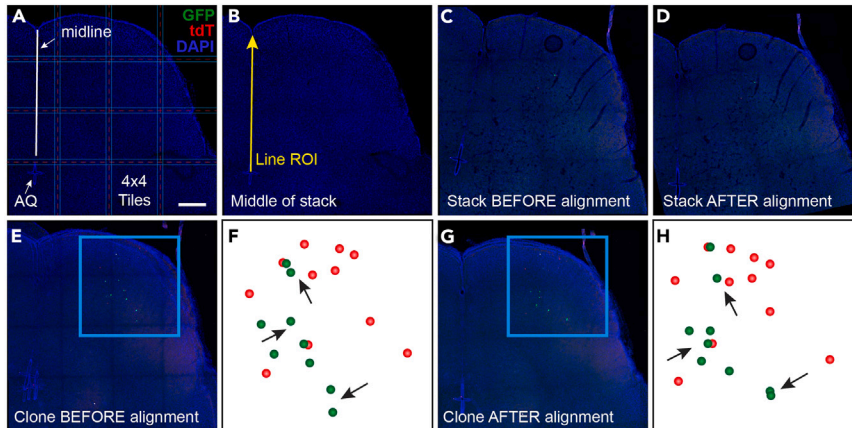 A
GFP
tdT
DAPI
midline
AQ
4x4
Tiles
B
Line ROI
Middle of stack
C
Stack BEFORE alignment
D
Stack AFTER alignment
E
Clone BEFORE alignment
F
G
Clone AFTER alignment
H